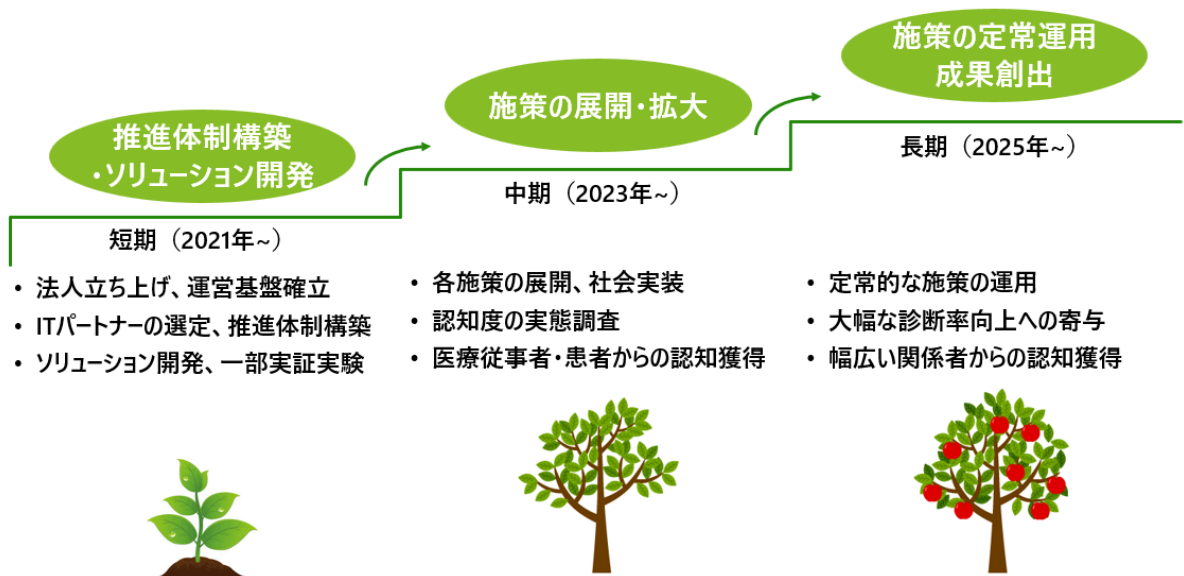 推進体制構築
・ソリューション開発
短期（2021年~）
• 法人立ち上げ、運営基盤確立
• ITパートナーの選定、推進体制構築
• ソリューション開発、一部実証実験
施策の展開・拡大
中期（2023年~）
• 各施策の展開、社会実装
• 認知度の実態調査
• 医療従事者・患者からの認知獲得
施策の定常運用
成果創出
長期（2025年~）
• 定常的な施策の運用
• 大幅な診断率向上への寄与
• 幅広い関係者からの認知獲得